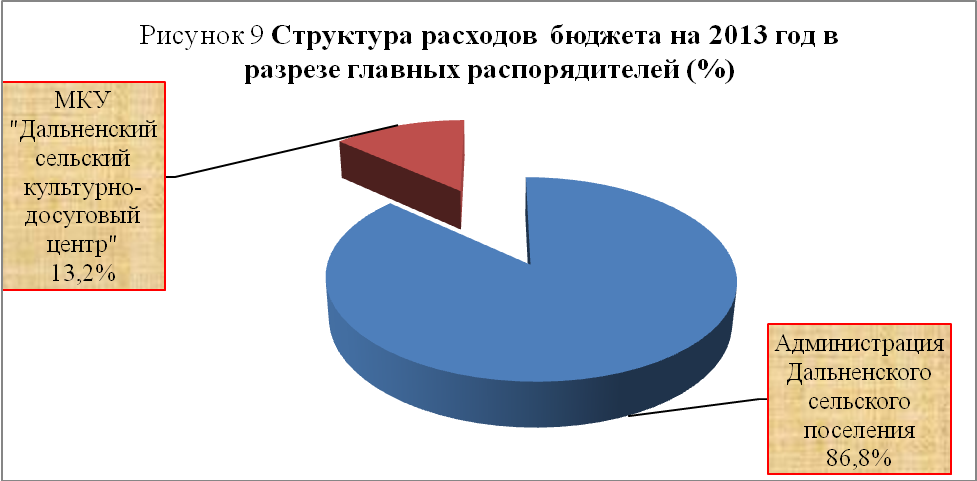 Рисунок 9 Структура расходов бюджета на 2013 год в
разрезе главных распорядителей (%)
МКУ
"Дальненский
сельский
культурно-
досуговый
центр"
13,2%
Администрация
Дальненского
сельского
поселения
86,8%